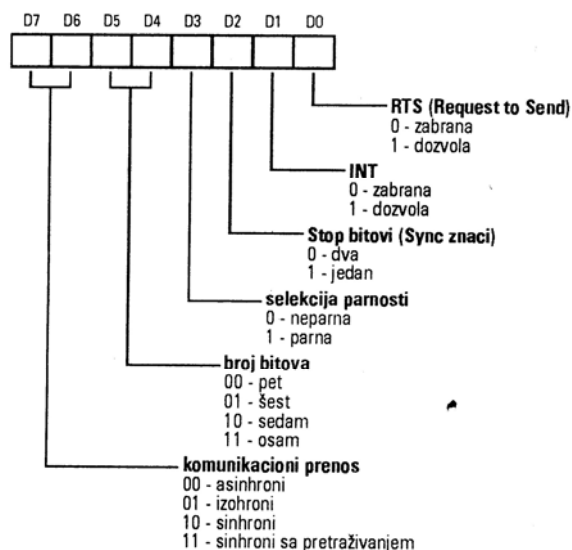 D7 D6 D5 D4 D3 D2 D1 D0
RTS (Request to Send)
0 - zabrana
1 - dozvola
INT
0 - zabrana
1 - dozvola
Stop bitovi (Sync znaci)
0 - dva
1 - jedan
selekcija parnosti
0 - neparna
1 - parna
broj bitova
00 - pet
01 - šest
10 - sedam
11 - osam
komunikacioni prenos
00 - asinhroni
01 - izohroni
10 - sinhroni
11 - sinhroni sa pretraživanjem